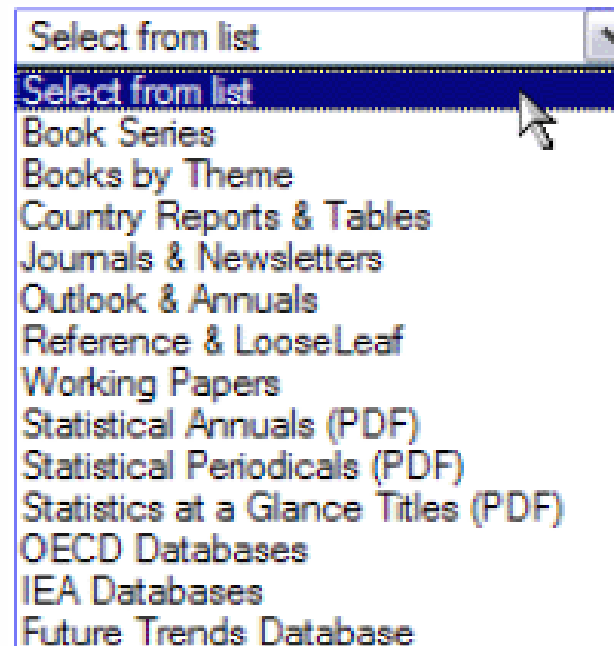 Select from list
Select from list
Book Series
Books by Theme
Country Reports & Tables
Journals & Newsletters
Outlook & Annuals
Reference & LooseLeaf
Working Papers
Statistical Annuals (PDF)
Statistical Periodicals (PDF)
Statistics at a Glance Titles (PDF)
OECD Databases
IEA Databases
Future Trends Database